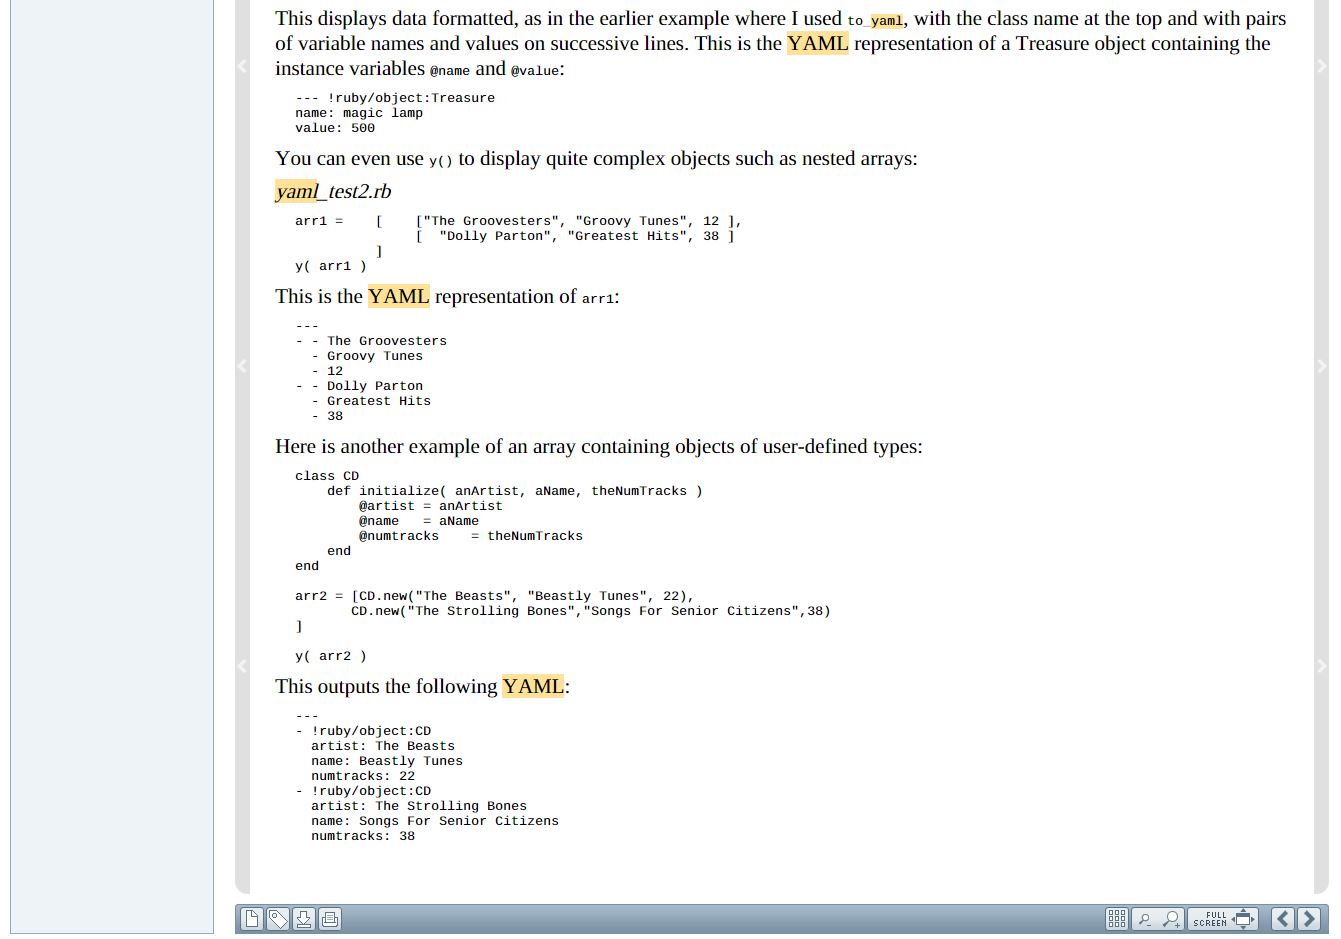 This displays data formatted, as in the earlier example where I used to_yaml, with the class name at the top and with pairs
of variable names and values on successive lines. This is the YAML representation of a Treasure object containing the
instance variables @name and @value:
--- !ruby/object:Treasure
name: magic lamp
value: 500
You can even use y() to display quite complex objects such as nested arrays:
yaml_test2.rb
arr1 =    [    ["The Groovesters", "Groovy Tunes", 12 ],
               [  "Dolly Parton", "Greatest Hits", 38 ]
          ]
y( arr1 )
This is the YAML representation of arr1:
---
- - The Groovesters
  - Groovy Tunes
  - 12
- - Dolly Parton
  - Greatest Hits
  - 38
Here is another example of an array containing objects of user-defined types:
class CD
    def initialize( anArtist, aName, theNumTracks )
        @artist = anArtist
        @name   = aName
        @numtracks    = theNumTracks
    end
end
arr2 = [CD.new("The Beasts", "Beastly Tunes", 22),
       CD.new("The Strolling Bones","Songs For Senior Citizens",38)
]
y( arr2 )
This outputs the following YAML:
---
- !ruby/object:CD
  artist: The Beasts
  name: Beastly Tunes
  numtracks: 22
- !ruby/object:CD
  artist: The Strolling Bones
  name: Songs For Senior Citizens
  numtracks: 38
FULL
SCREEN